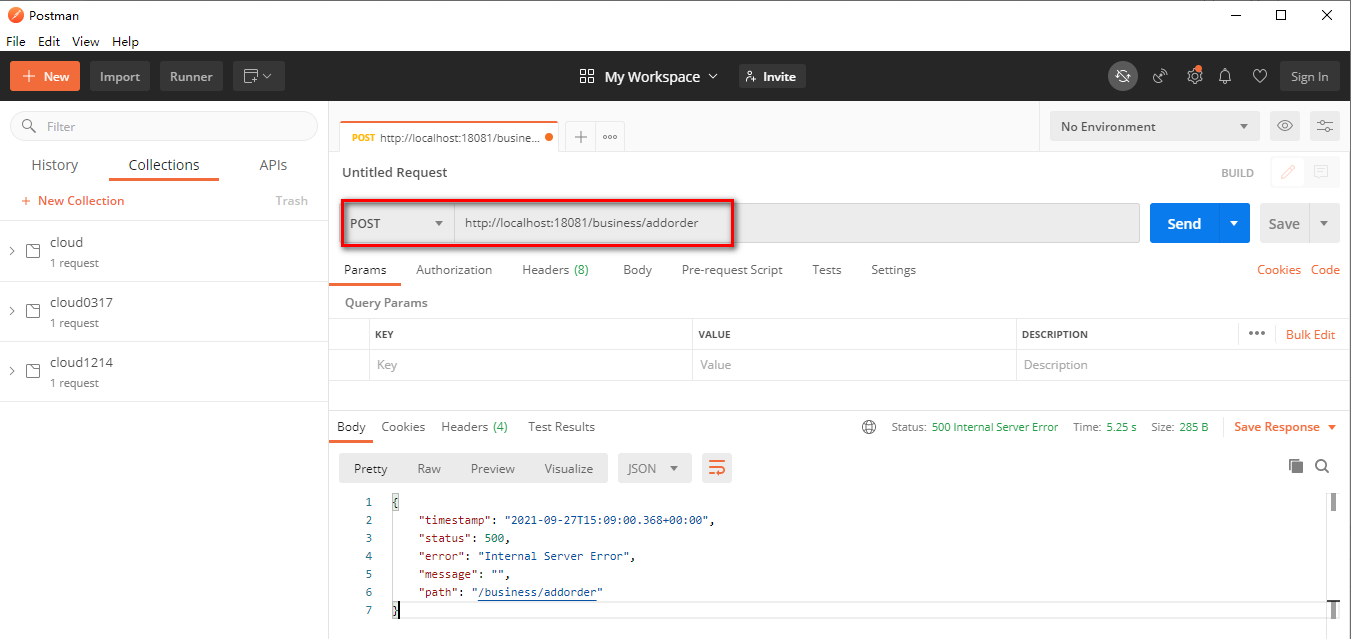 Postman
File Edit View Help
New Import Runner My Workspace Invite Sign In
Filter
History Collections APIs
New Collection Trash
cloud
1 request
cloud0317
1 request
cloud1214
1 request
POST http://localhost:18081/busine... No Environment
Untitled Request BUILD
POST http://localhost:18081/business/addorder Send Save
Params Authorization Headers (8) Body Pre-request Script Tests Settings Cookies Code
Query Params
KEY VALUE DESCRIPTION Bulk Edit
Key Value Description
Body Cookies Headers (4) Test Results Status: 500 Internal Server Error Time: 5.25 s Size: 285 B Save Response
Pretty Raw Preview Visualize JSON
1 {
2 "timestamp": "2021-09-27T15:09:00.368+00:00",
3 "status": 500,
4 "error": "Internal Server Error",
5 "message": "",
6 "path": "/business/addorder"
7 }